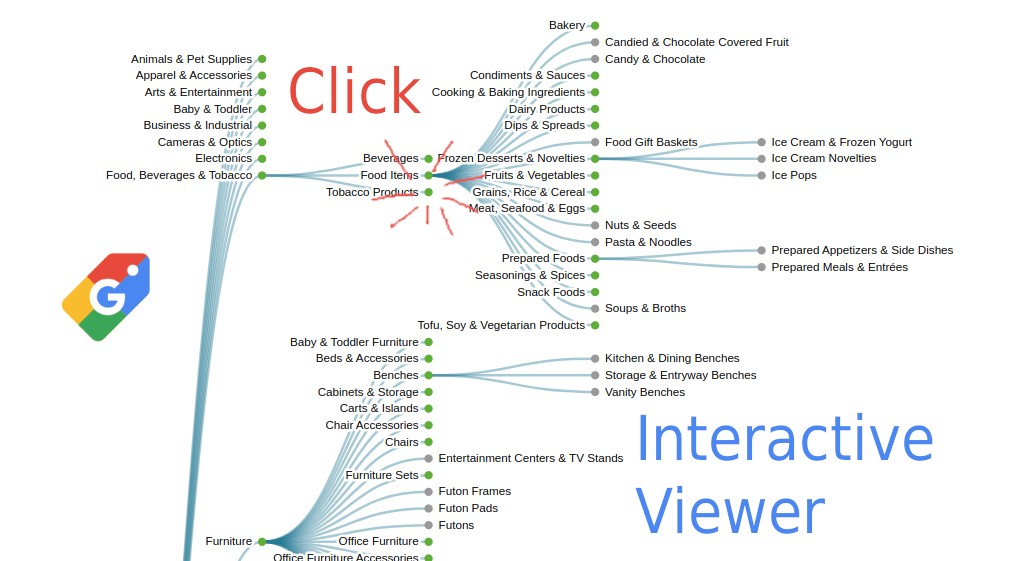 Bakery
Candied & Chocolate Covered Fruit
Candy & Chocolate
Animals & Pet Supplies
Apparel & Accessories
Arts & Entertainment
Baby & Toddler
Business & Industrial
Cameras & Optics
Electronics
Food, Beverages & Tobacco
Click
Condiments & Sauces
Cooking & Baking Ingredients
Dairy Products
Dips & Spreads
Food Gift Baskets
Beverages
Food Items
Tobacco Products
Frozen Desserts & Novelties
Fruits & Vegetables
Grains, Rice & Cereal
Meat, Seafood & Eggs
Nuts & Seeds
Pasta & Noodles
Prepared Foods
Seasonings & Spices
Snack Foods
Soups & Broths
Tofu, Soy & Vegetarian Products
Ice Cream & Frozen Yogurt
Ice Cream Novelties
Ice Pops
Prepared Appetizers & Side Dishes
Prepared Meals & Entrées
G
Baby & Toddler Furniture
Beds & Accessories
Benches
Cabinets & Storage
Carts & Islands
Chair Accessories
Chairs
Entertainment Centers & TV Stands
Furniture Sets
Futon Frames
Futon Pads
Futons
Furniture
Office Furniture
Office Furniture Accessories
Kitchen & Dining Benches
Storage & Entryway Benches
Vanity Benches
Interactive
Viewer